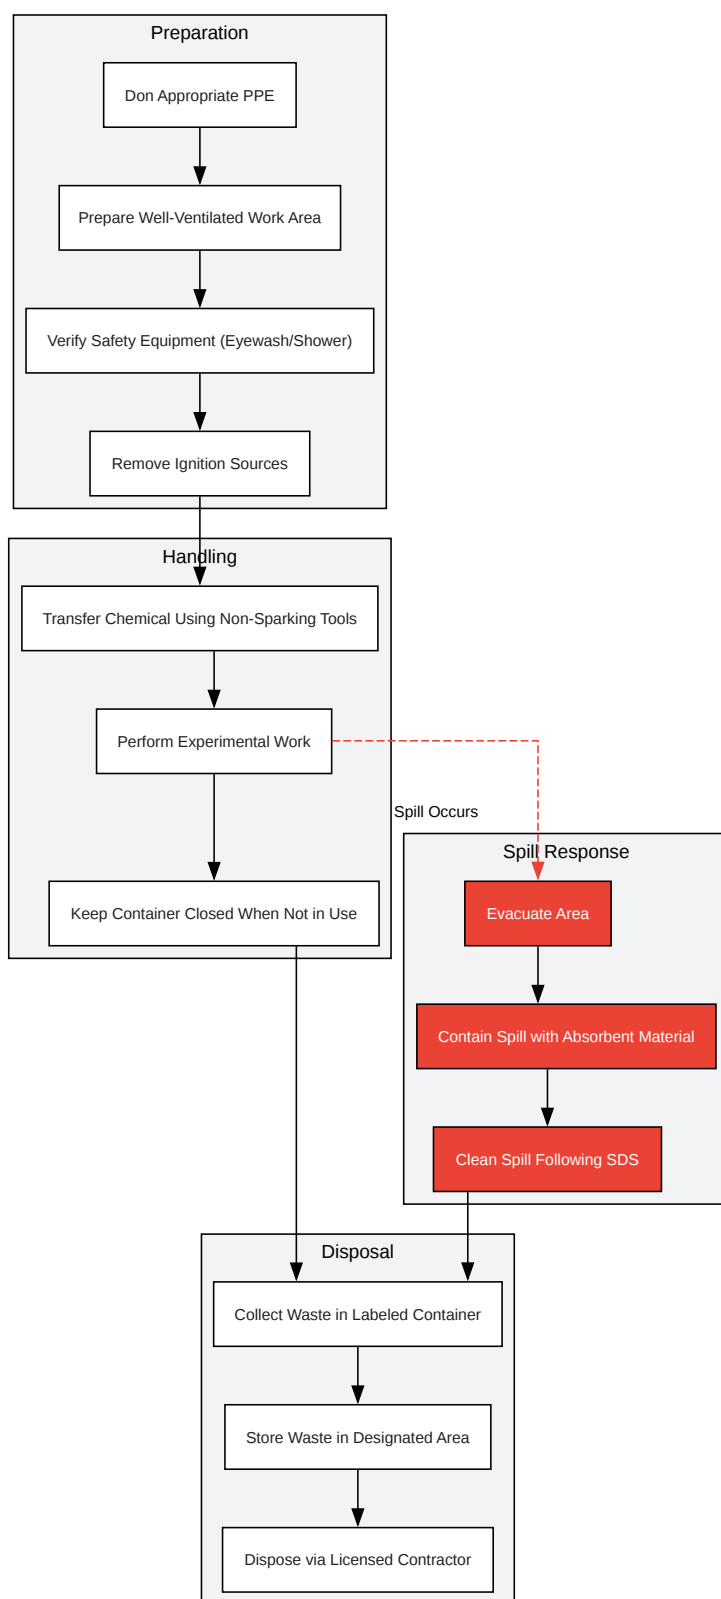 Preparation
Don Appropriate PPE
Prepare Well-Ventilated Work Area
Verify Safety Equipment (Eyewash/Shower)
Remove Ignition Sources
Handling
Transfer Chemical Using Non-Sparking Tools
Perform Experimental Work
Spill Occurs
Keep Container Closed When Not in Use
Spill Response
Evacuate Area
Contain Spill with Absorbent Material
Clean Spill Following SDS
Disposal
Collect Waste in Labeled Container
Store Waste in Designated Area
Dispose via Licensed Contractor